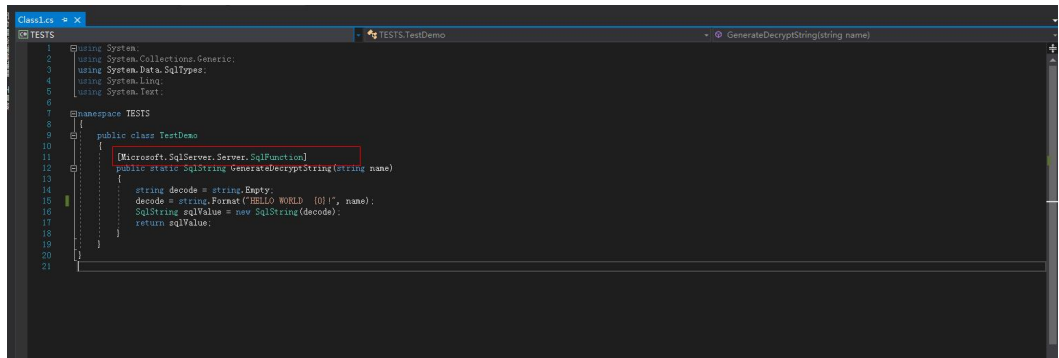 Class1.cs
TESTS TESTS.TestDemo GenerateDecryptString(string name)
1 using System;
2 using System.Collections.Generic;
3 using System.Data.SqlTypes;
4 using System.Linq;
5 using System.Text;
6
7 namespace TESTS
8 {
9 public class TestDemo
10 {
11 [Microsoft.SqlServer.Server.SqlFunction]
12 public static SqlString GenerateDecryptString(string name)
13 {
14 string decode = string.Empty;
15 decode = string.Format("HELLO WORLD  {0}!", name);
16 SqlString sqlValue = new SqlString(decode);
17 return sqlValue;
18 }
19 }
20 }
21